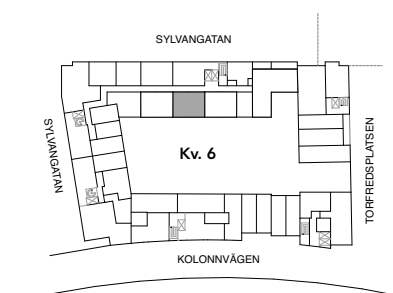 SYLVANGATAN
SYLVANGATAN
Kv. 6
TORFREDSPLATSEN
KOLONNVÄGEN